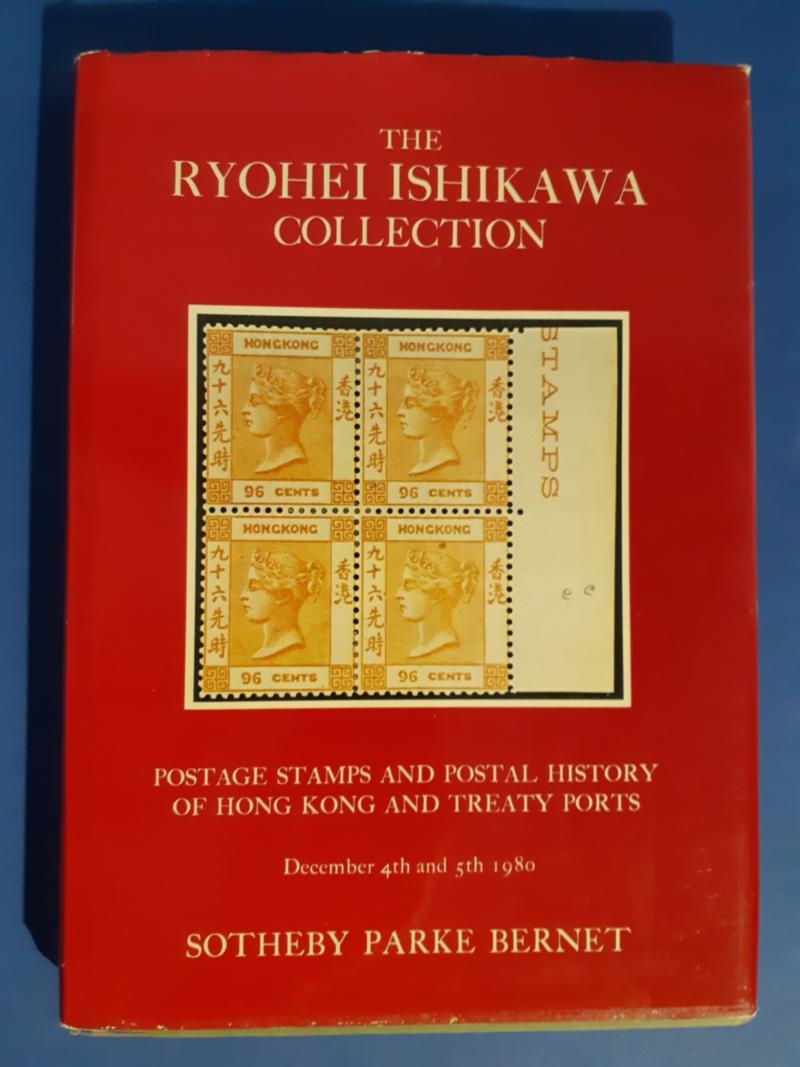 THE
RYOHEI ISHIKAWA
COLLECTION
HONGKONG
九十六先時
香港
96 CENTS
HONGKONG
九十六先時
香港
96 CENTS
STAMPS
HONGKONG
九十六先時
香港
96 CENTS
HONGKONG
九十六先時
香港
96 CENTS
POSTAGE STAMPS AND POSTAL HISTORY
OF HONG KONG AND TREATY PORTS
December 4th and 5th 1980
SOTHEBY PARKE BERNET